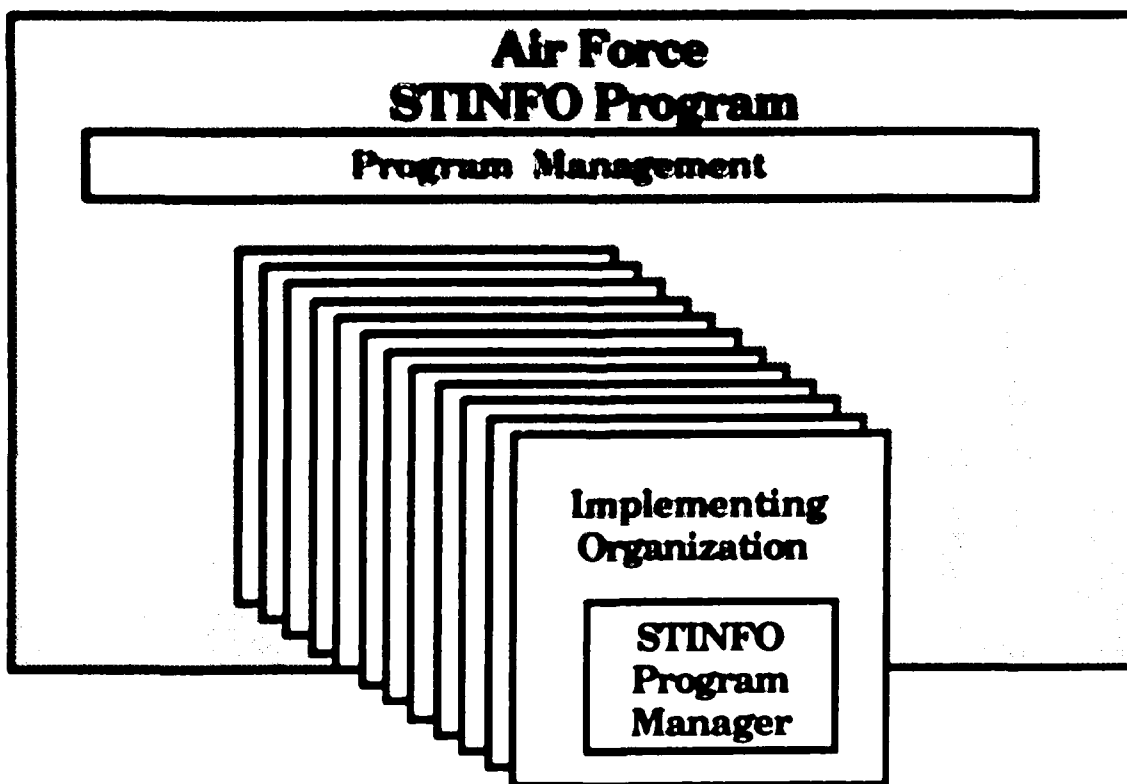 Air Force
STINFO Program
Program Management
Implementing
Organization
STINFO
Program
Manager